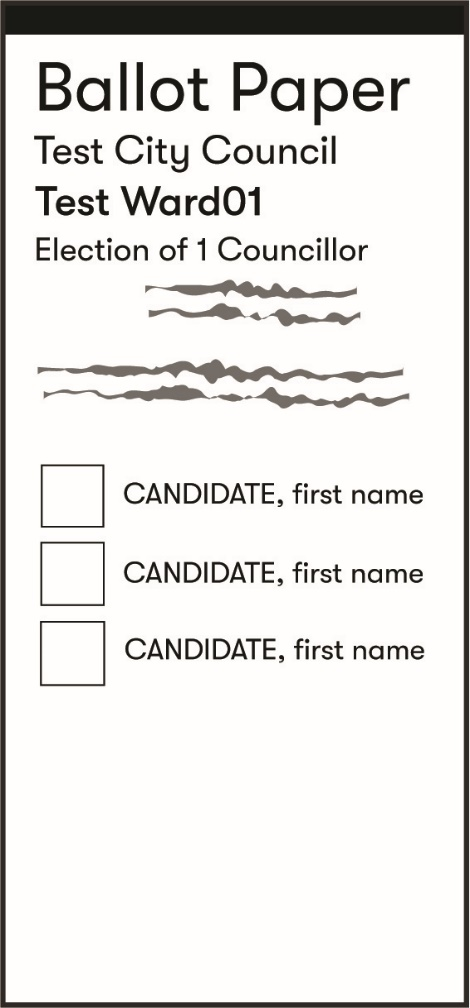 Ballot Paper
Test City Council
Test Ward01
Election of 1 Councillor
CANDIDATE, first name
CANDIDATE, first name
CANDIDATE, first name